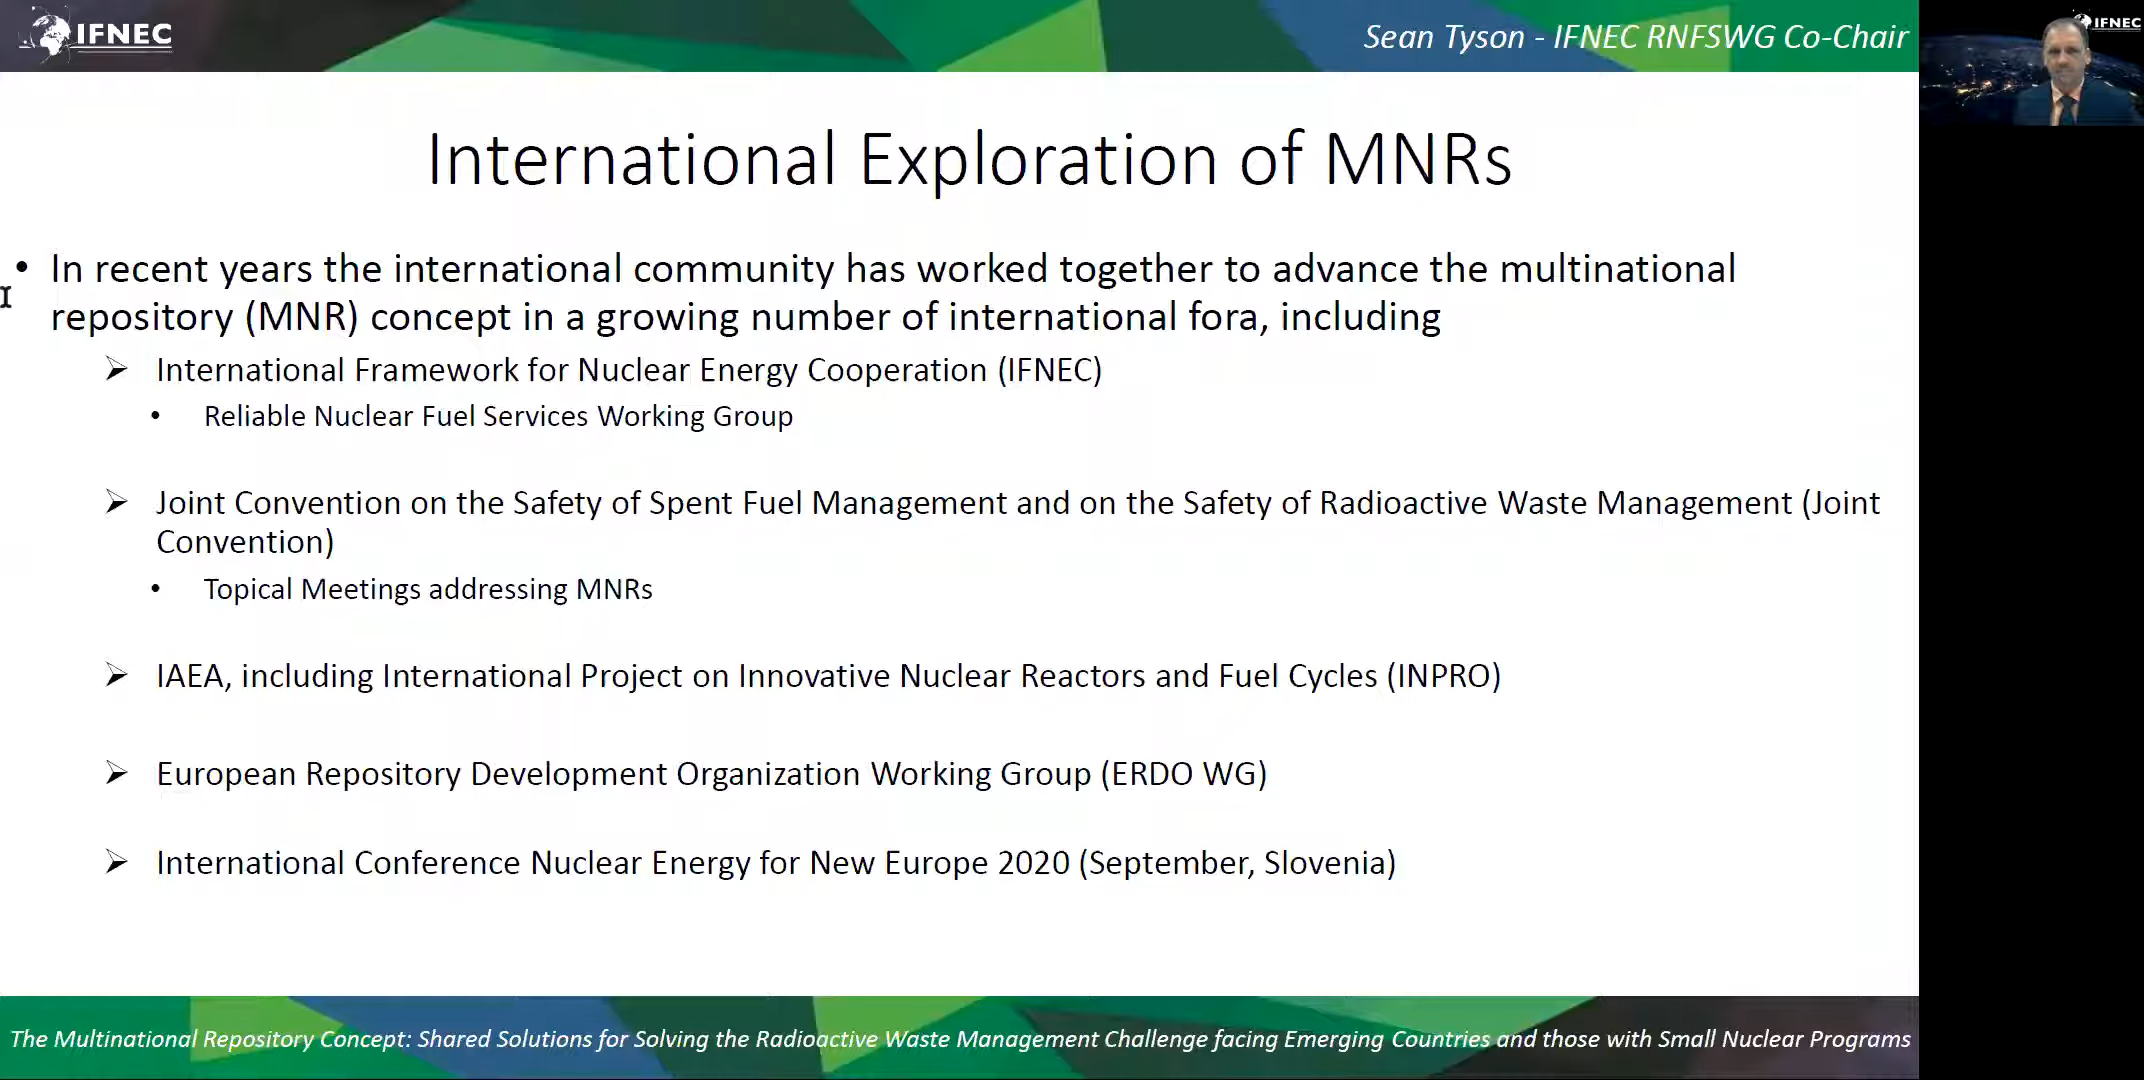 IFNEC
Sean Tyson - IFNEC RNFSWG Co-Chair
IFNEC
International Exploration of MNRs
• In recent years the international community has worked together to advance the multinational
repository (MNR) concept in a growing number of international fora, including
➢ International Framework for Nuclear Energy Cooperation (IFNEC)
• Reliable Nuclear Fuel Services Working Group
➢ Joint Convention on the Safety of Spent Fuel Management and on the Safety of Radioactive Waste Management (Joint
Convention)
• Topical Meetings addressing MNRs
➢ IAEA, including International Project on Innovative Nuclear Reactors and Fuel Cycles (INPRO)
➢ European Repository Development Organization Working Group (ERDO WG)
➢ International Conference Nuclear Energy for New Europe 2020 (September, Slovenia)
The Multinational Repository Concept: Shared Solutions for Solving the Radioactive Waste Management Challenge facing Emerging Countries and those with Small Nuclear Programs